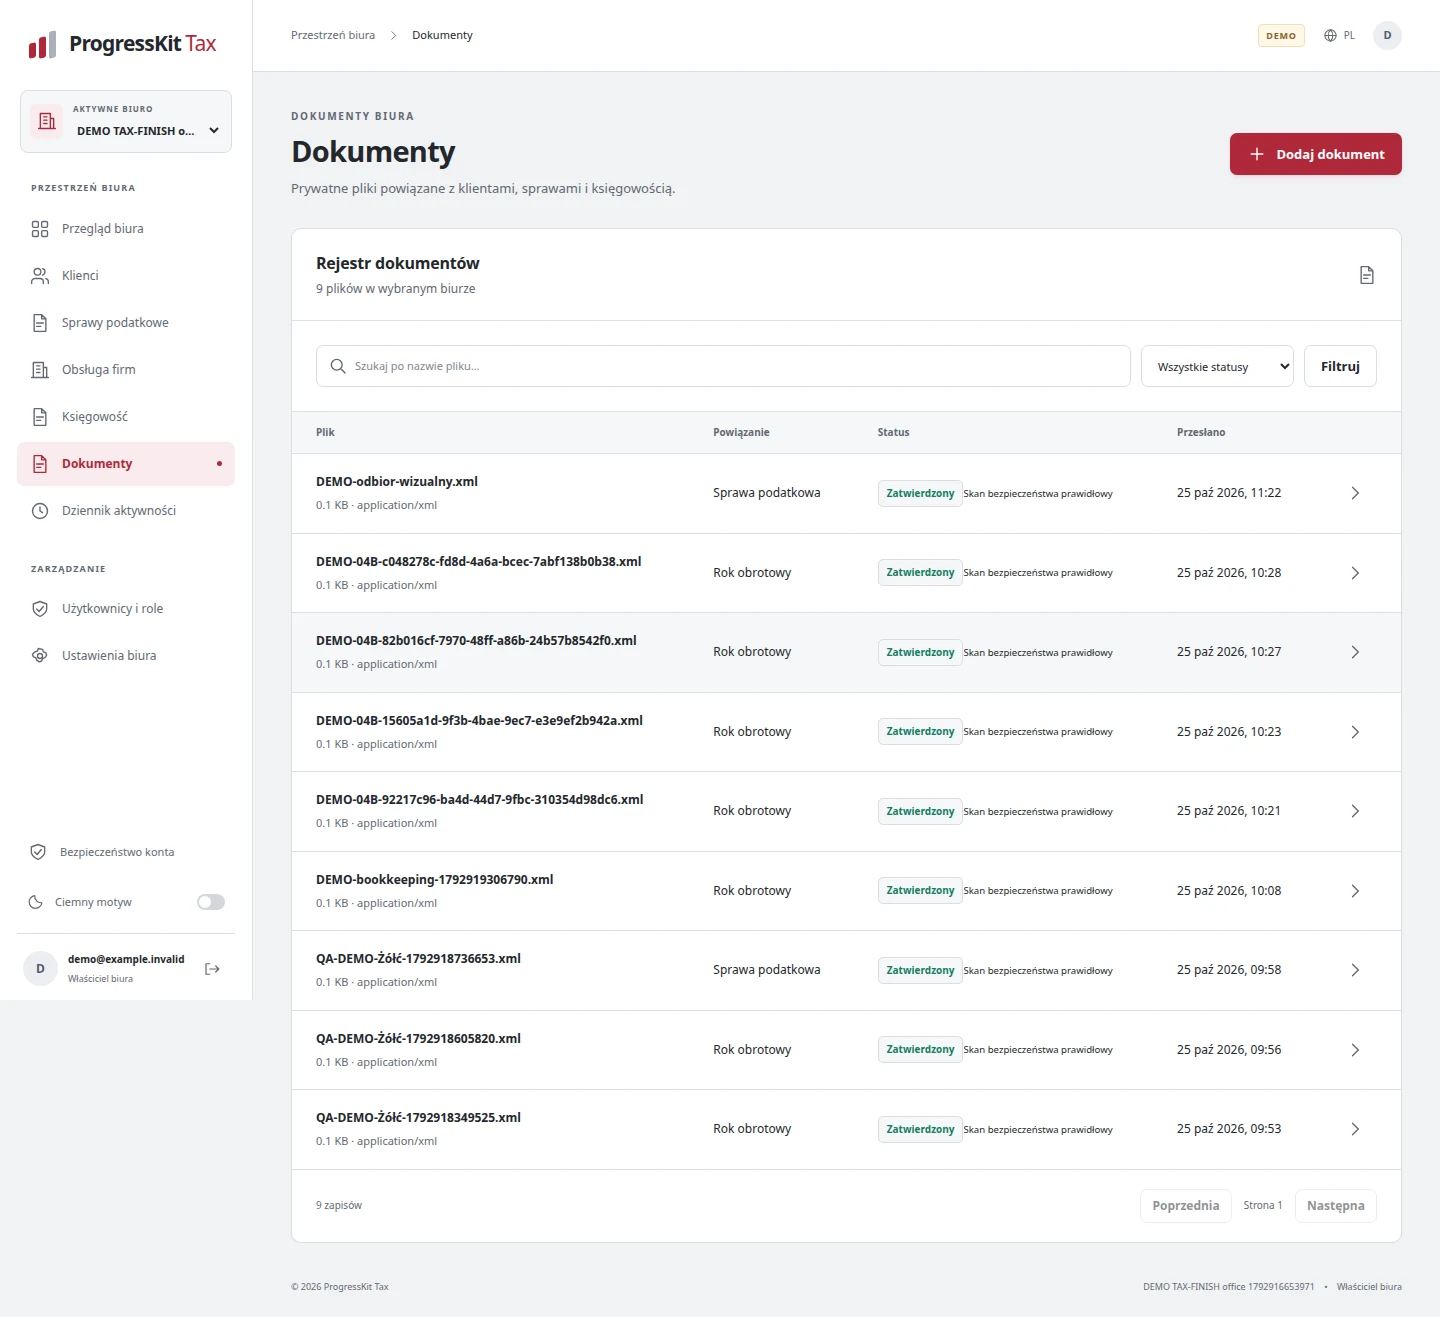 ProgressKit Tax
AKTYWNE BIURO
DEMO TAX-FINISH o...
PRZESTRZEŃ BIURA
Przegląd biura
Klienci
Sprawy podatkowe
Obsługa firm
Księgowość
Dokumenty
Dziennik aktywności
ZARZĄDZANIE
Użytkownicy i role
Ustawienia biura
Bezpieczeństwo konta
Ciemny motyw
D
demo@example.invalid
Właściciel biura
Przestrzeń biura Dokumenty
DEMO PL D
DOKUMENTY BIURA
Dokumenty
Prywatne pliki powiązane z klientami, sprawami i księgowością.
Dodaj dokument
Rejestr dokumentów
9 plików w wybranym biurze
Szukaj po nazwie pliku... Wszystkie statusy Filtruj
Plik Powiązanie Status Przesłano
DEMO-odbior-wizualny.xml
0.1 KB · application/xml
Sprawa podatkowa Zatwierdzony Skan bezpieczeństwa prawidłowy 25 paź 2026, 11:22
DEMO-04B-c048278c-fd8d-4a6a-bcec-7abf138b0b38.xml
0.1 KB · application/xml
Rok obrotowy Zatwierdzony Skan bezpieczeństwa prawidłowy 25 paź 2026, 10:28
DEMO-04B-82b016cf-7970-48ff-a86b-24b57b8542f0.xml
0.1 KB · application/xml
Rok obrotowy Zatwierdzony Skan bezpieczeństwa prawidłowy 25 paź 2026, 10:27
DEMO-04B-15605a1d-9f3b-4bae-9ec7-e3e9ef2b942a.xml
0.1 KB · application/xml
Rok obrotowy Zatwierdzony Skan bezpieczeństwa prawidłowy 25 paź 2026, 10:23
DEMO-04B-92217c96-ba4d-44d7-9fbc-310354d98dc6.xml
0.1 KB · application/xml
Rok obrotowy Zatwierdzony Skan bezpieczeństwa prawidłowy 25 paź 2026, 10:21
DEMO-bookkeeping-1792919306790.xml
0.1 KB · application/xml
Rok obrotowy Zatwierdzony Skan bezpieczeństwa prawidłowy 25 paź 2026, 10:08
QA-DEMO-Żółć-1792918736653.xml
0.1 KB · application/xml
Sprawa podatkowa Zatwierdzony Skan bezpieczeństwa prawidłowy 25 paź 2026, 09:58
QA-DEMO-Żółć-1792918605820.xml
0.1 KB · application/xml
Rok obrotowy Zatwierdzony Skan bezpieczeństwa prawidłowy 25 paź 2026, 09:56
QA-DEMO-Żółć-1792918349525.xml
0.1 KB · application/xml
Rok obrotowy Zatwierdzony Skan bezpieczeństwa prawidłowy 25 paź 2026, 09:53
9 zapisów Poprzednia Strona 1 Następna
© 2026 ProgressKit Tax DEMO TAX-FINISH office 1792916653971 • Właściciel biura